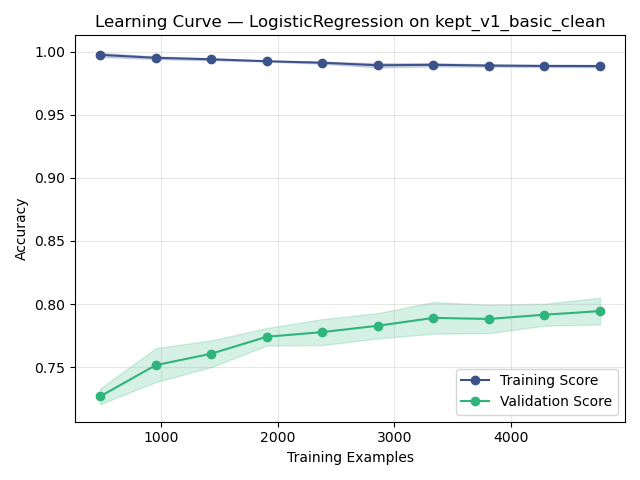 Learning Curve — LogisticRegression on kept_v1_basic_clean
1.00
0.95
0.90
0.85
0.80
0.75
Accuracy
1000
2000
3000
4000
Training Examples
Training Score
Validation Score